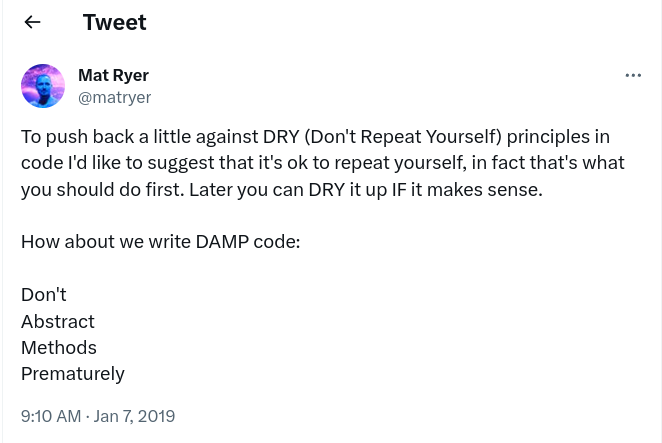 Tweet
Mat Ryer
@matryer
To push back a little against DRY (Don't Repeat Yourself) principles in
code I'd like to suggest that it's ok to repeat yourself, in fact that's what
you should do first. Later you can DRY it up IF it makes sense.
How about we write DAMP code:
Don't
Abstract
Methods
Prematurely
9:10 AM · Jan 7, 2019